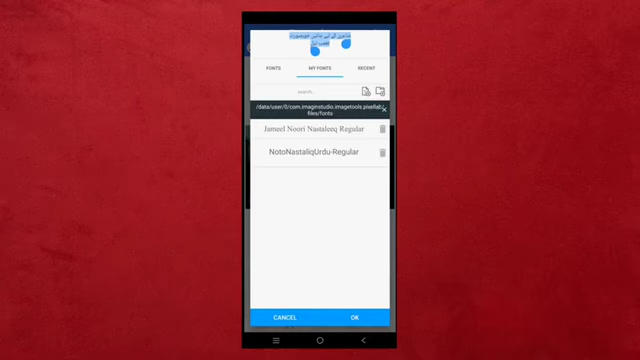 FONTS
MY FONTS
RECENT
search...
/data/user/0/com.imaginstudio.imagetools.pixellab/
files/fonts
Jameel Noori Nastaleeq Regular
NotoNastaliqUrdu-Regular
CANCEL
OK